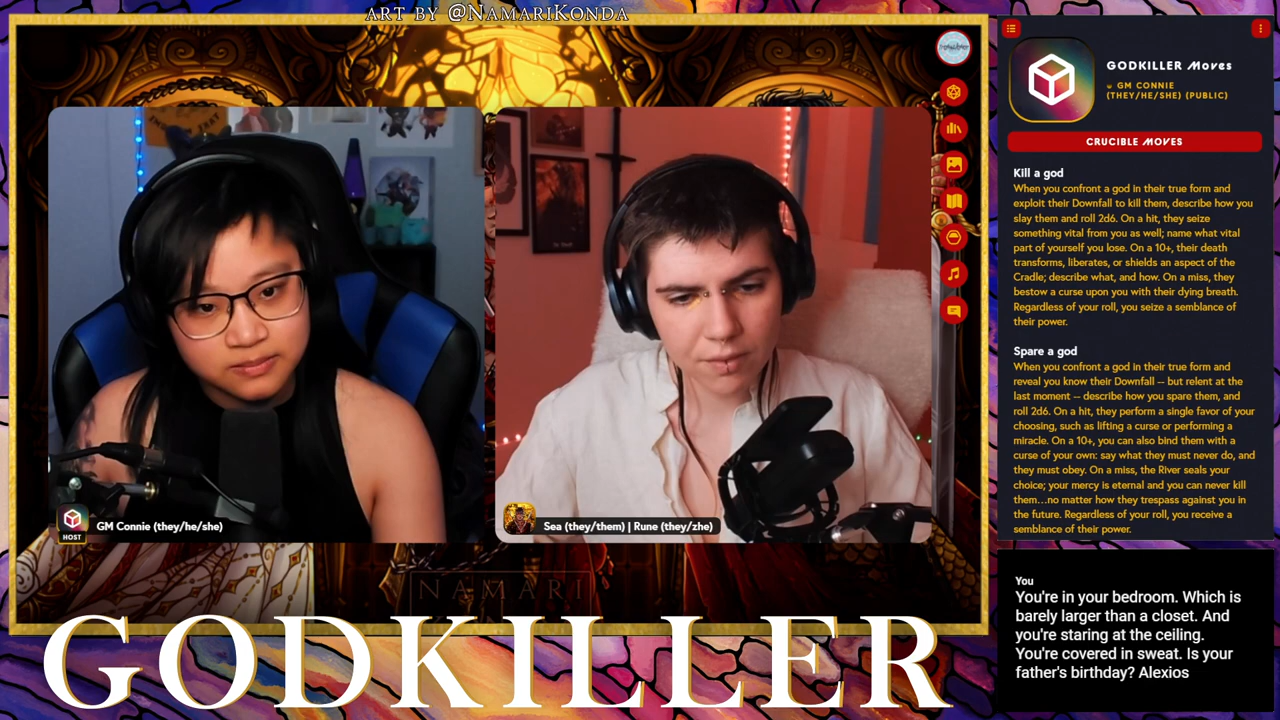 ART BY @NAMARIKONDA
GODKILLER Moves
GM CONNIE
(THEY/HE/SHE) (PUBLIC)
CRUCIBLE MOVES
Kill a god
When you confront a god in their true form and
exploit their Downfall to kill them, describe how you
slay them and roll 2d6. On a hit, they seize
something vital from you as well; name what vital
part of yourself you lose. On a 10+, their death
transforms, liberates, or shields an aspect of the
Cradle; describe what, and how. On a miss, they
bestow a curse upon you with their dying breath.
Regardless of your roll, you seize a semblance of
their power.
Spare a god
When you confront a god in their true form and
reveal you know their Downfall -- but relent at the
last moment -- describe how you spare them, and
roll 2d6. On a hit, they perform a single favor of your
choosing, such as lifting a curse or performing a
miracle. On a 10+, you can also bind them with a
curse of your own: say what they must never do, and
they must obey. On a miss, the River seals your
choice; your mercy is eternal and you can never kill
them...no matter how they trespass against you in
the future. Regardless of your roll, you receive a
semblance of their power.
HOST
GM Connie (they/he/she)
Sea (they/them) | Rune (they/zhe)
NAMARI
GODKILLER
You
You're in your bedroom. Which is
barely larger than a closet. And
you're staring at the ceiling.
You're covered in sweat. Is your
father's birthday? Alexios